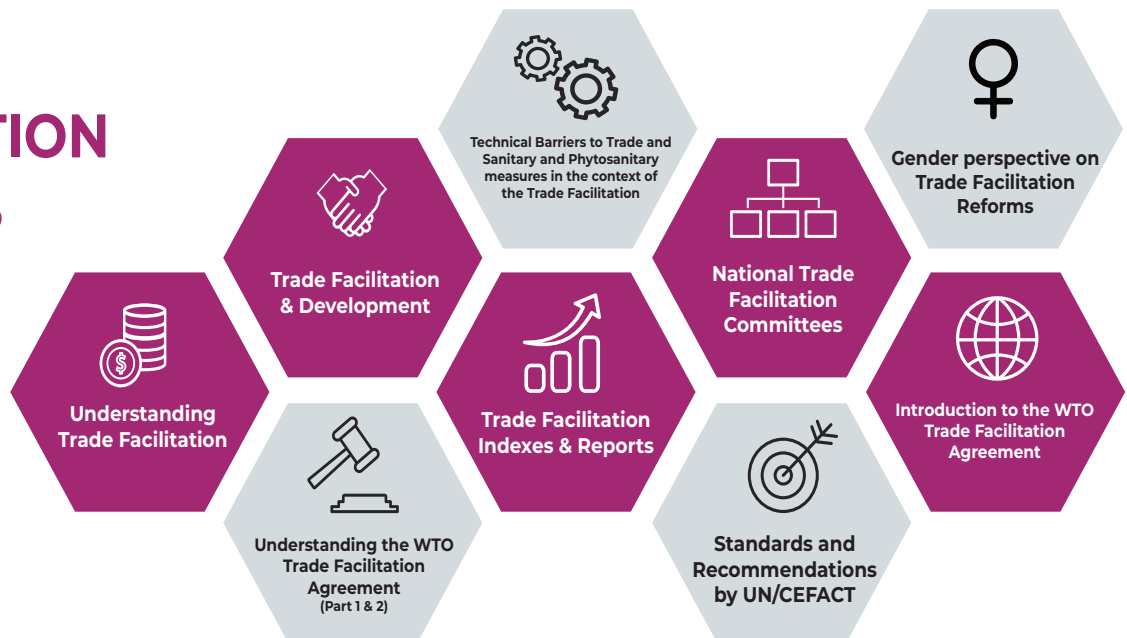 TION
Technical Barriers to Trade and
Sanitary and Phytosanitary
measures in the context of
the Trade Facilitation
Gender perspective on
Trade Facilitation
Reforms
Trade Facilitation
& Development
National Trade
Facilitation
Committees
Understanding
Trade Facilitation
$
Trade Facilitation
Indexes & Reports
Introduction to the WTO
Trade Facilitation
Agreement
Understanding the WTO
Trade Facilitation
Agreement
(Part 1 & 2)
Standards and
Recommendations
by UN/CEFACT